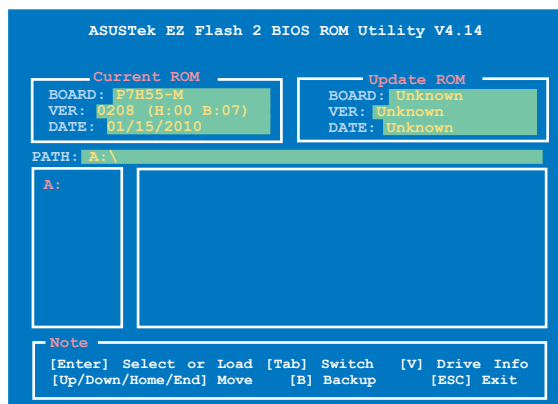 ASUSTek EZ Flash 2 BIOS ROM Utility V4.14
Current ROM
BOARD: P7H55-M
VER: 0208 (H:00 B:07)
DATE: 01/15/2010
Update ROM
BOARD: Unknown
VER: Unknown
DATE: Unknown
PATH: A:\
A:
Note
[Enter] Select or Load [Tab] Switch [V] Drive Info
[Up/Down/Home/End] Move [B] Backup [ESC] Exit